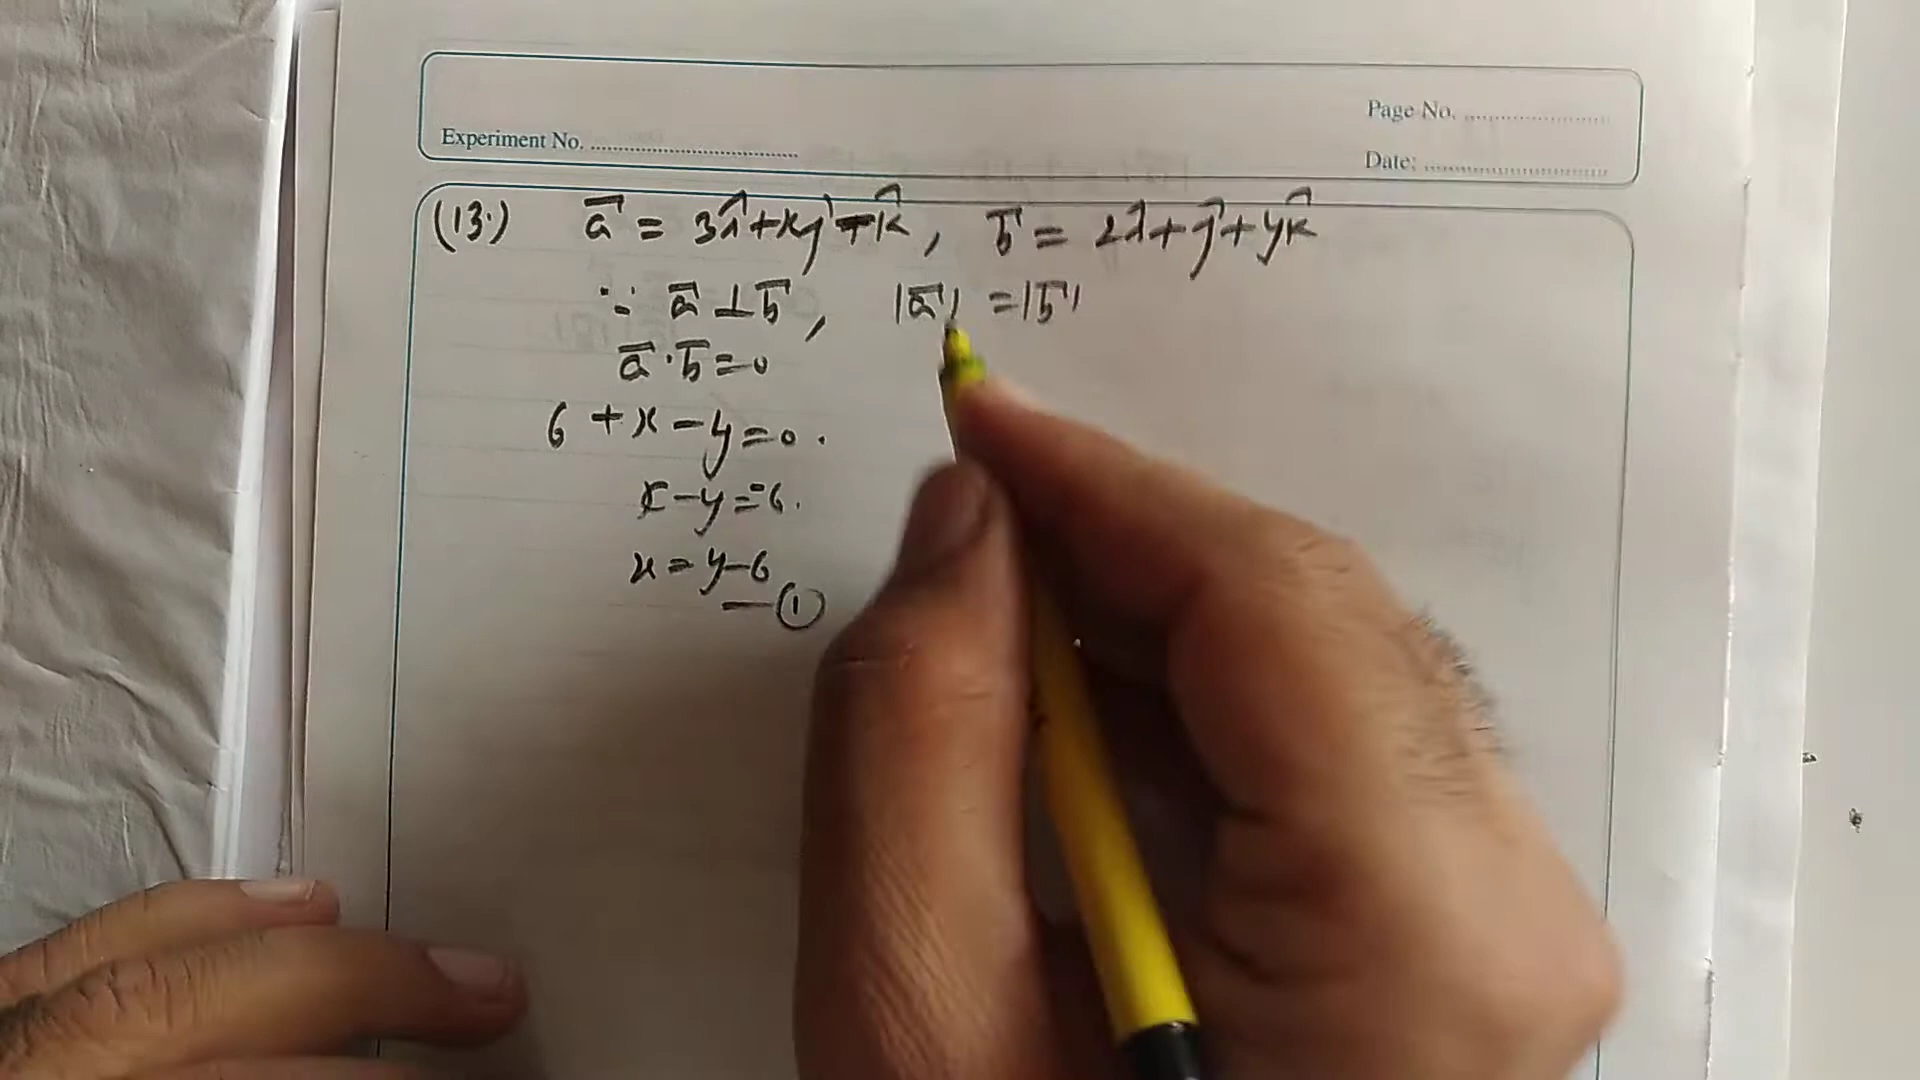 Page No. ........................
Experiment No. ........................................
Date: ..............................
(13.) a⃗ = 3î+xĵ-k̂, b⃗ = 2î+ĵ+yk̂
∵ a⃗ ⊥ b⃗, |a⃗| = |b⃗|
a⃗·b⃗=0
6 + x - y = 0.
x - y = -6.
x = y - 6
— ①